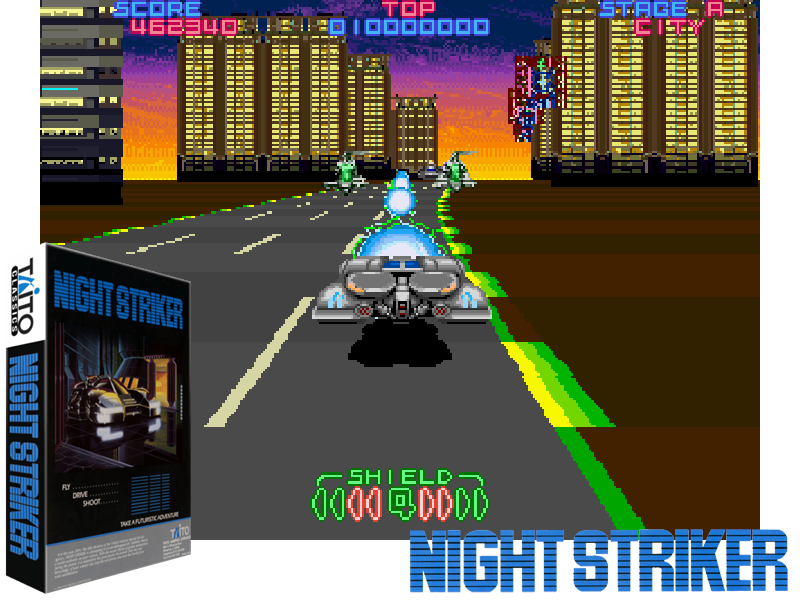 SCORE TOP STAGE A
462340 010000000 CITY
SHIELD
4
TAITO
CLASSICS
NIGHT STRIKER
NIGHT STRIKER
FLY
DRIVE
SHOOT
TAKE A FUTURISTIC ADVENTURE
TAITO
NIGHT STRIKER